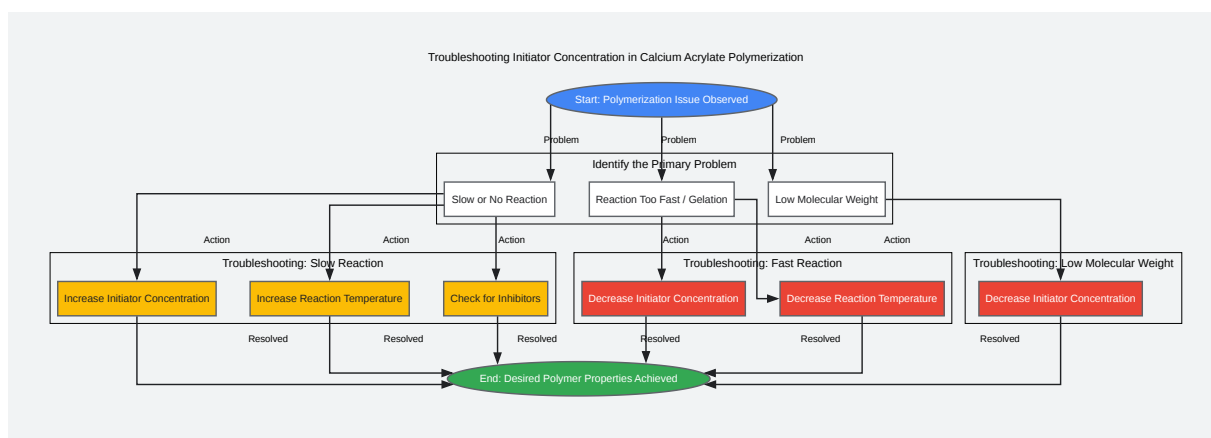 Troubleshooting Initiator Concentration in Calcium Acrylate Polymerization
Start: Polymerization Issue Observed
Problem
Problem
Problem
Identify the Primary Problem
Slow or No Reaction
Reaction Too Fast / Gelation
Low Molecular Weight
Action
Action
Action
Action
Action
Action
Troubleshooting: Slow Reaction
Troubleshooting: Fast Reaction
Troubleshooting: Low Molecular Weight
Increase Initiator Concentration
Increase Reaction Temperature
Check for Inhibitors
Decrease Initiator Concentration
Decrease Reaction Temperature
Decrease Initiator Concentration
Resolved
Resolved
Resolved
Resolved
Resolved
Resolved
End: Desired Polymer Properties Achieved